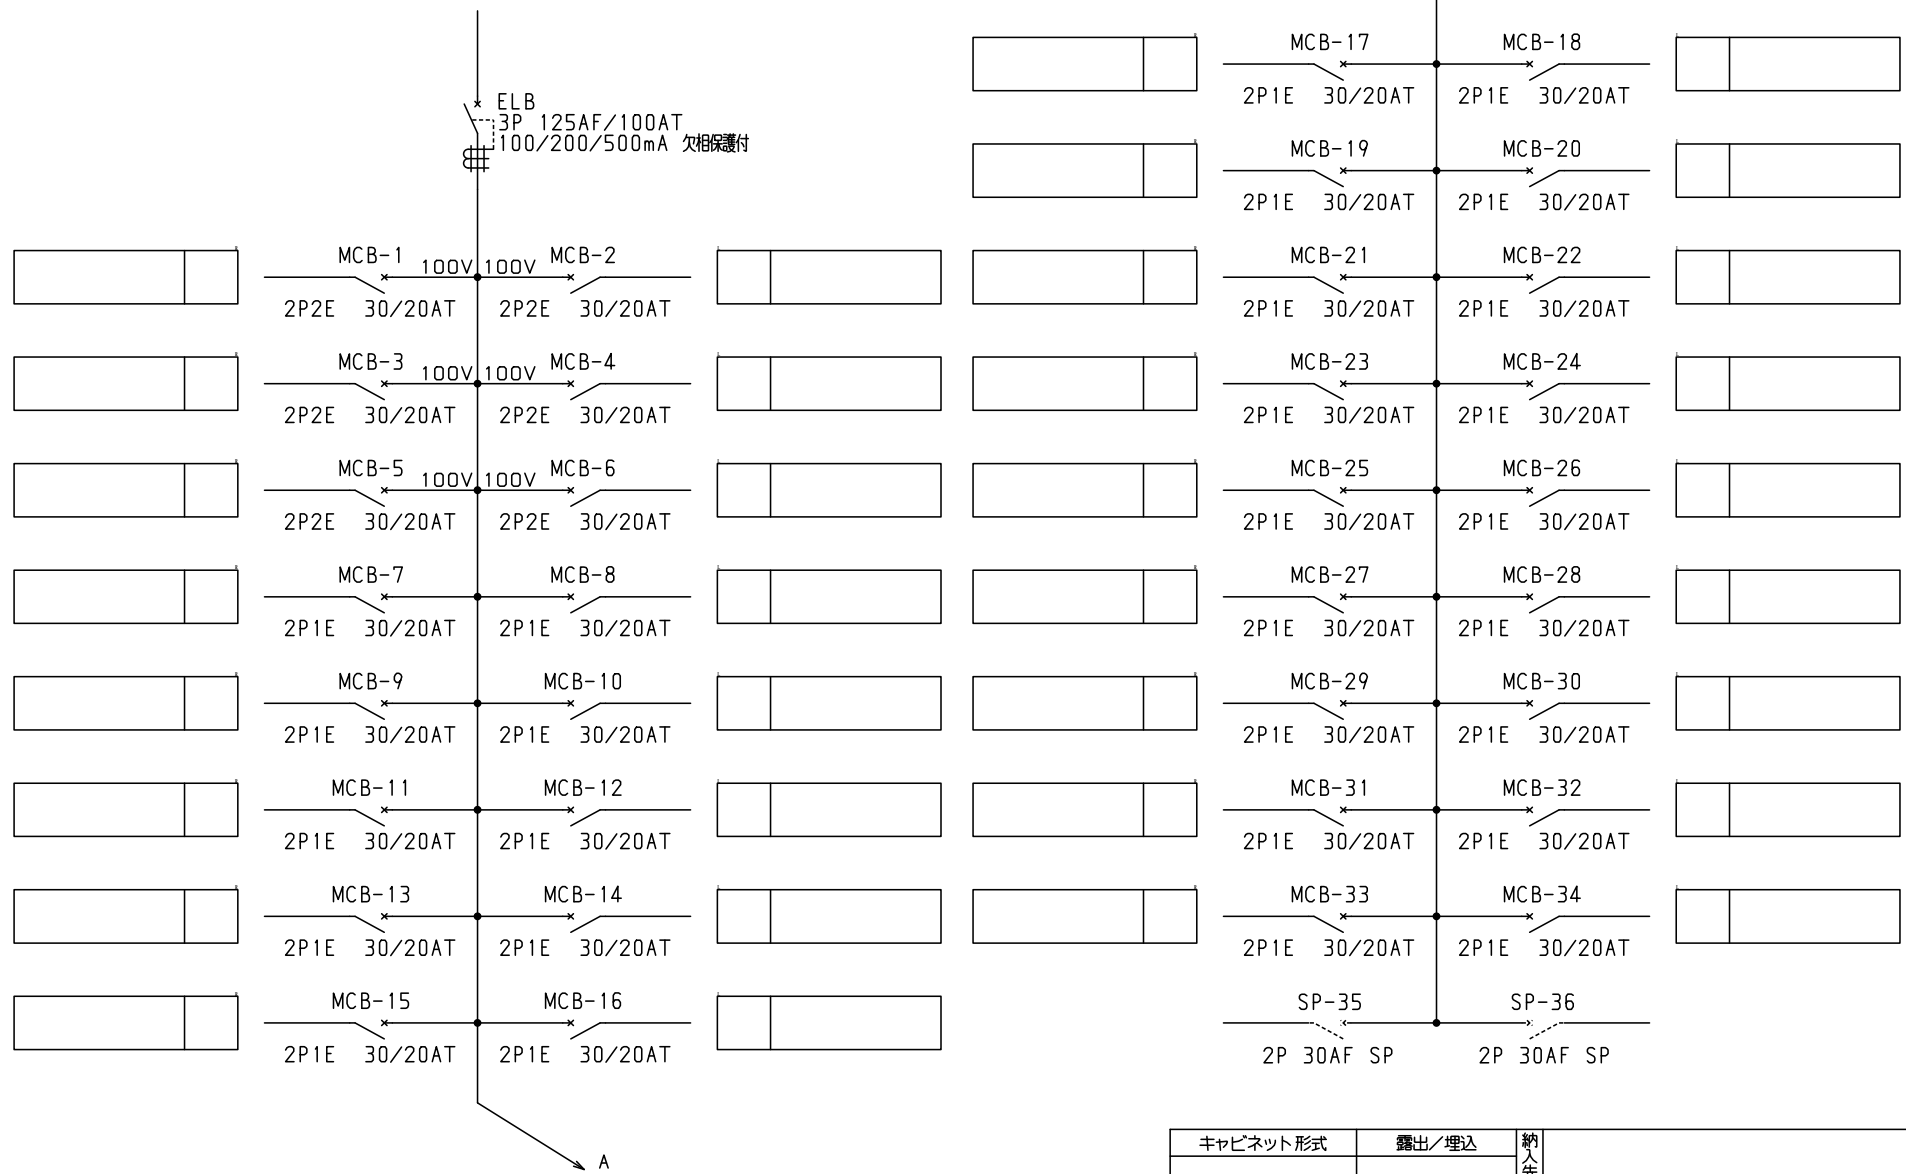 ELB
3P 125AF/100AT
100/200/500mA 欠相保護付
MCB-1 100V 100V MCB-2
2P2E 30/20AT 2P2E 30/20AT
MCB-3 100V 100V MCB-4
2P2E 30/20AT 2P2E 30/20AT
MCB-5 100V 100V MCB-6
2P2E 30/20AT 2P2E 30/20AT
MCB-7 MCB-8
2P1E 30/20AT 2P1E 30/20AT
MCB-9 MCB-10
2P1E 30/20AT 2P1E 30/20AT
MCB-11 MCB-12
2P1E 30/20AT 2P1E 30/20AT
MCB-13 MCB-14
2P1E 30/20AT 2P1E 30/20AT
MCB-15 MCB-16
2P1E 30/20AT 2P1E 30/20AT
A
MCB-17 MCB-18
2P1E 30/20AT 2P1E 30/20AT
MCB-19 MCB-20
2P1E 30/20AT 2P1E 30/20AT
MCB-21 MCB-22
2P1E 30/20AT 2P1E 30/20AT
MCB-23 MCB-24
2P1E 30/20AT 2P1E 30/20AT
MCB-25 MCB-26
2P1E 30/20AT 2P1E 30/20AT
MCB-27 MCB-28
2P1E 30/20AT 2P1E 30/20AT
MCB-29 MCB-30
2P1E 30/20AT 2P1E 30/20AT
MCB-31 MCB-32
2P1E 30/20AT 2P1E 30/20AT
MCB-33 MCB-34
2P1E 30/20AT 2P1E 30/20AT
SP-35 SP-36
2P 30AF SP 2P 30AF SP
キャビネット形式 露出/埋込 納入先